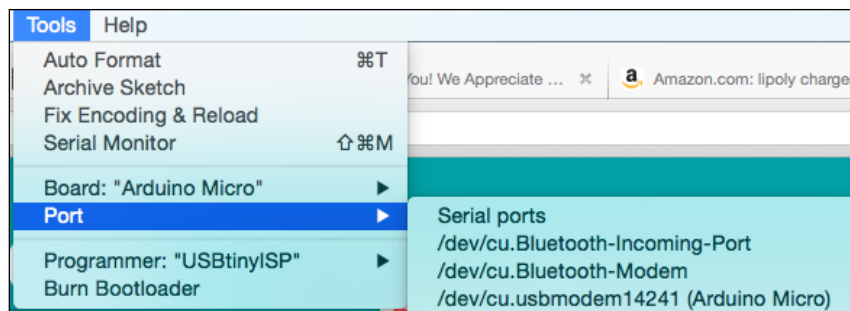 Tools Help
Auto Format ⌘T
Archive Sketch
Fix Encoding & Reload
Serial Monitor ⇧⌘M
Board: "Arduino Micro" ▶
Port ▶
Programmer: "USBtinyISP" ▶
Burn Bootloader
You! We Appreciate ... ×
a Amazon.com: lipoly charge
Serial ports
/dev/cu.Bluetooth-Incoming-Port
/dev/cu.Bluetooth-Modem
/dev/cu.usbmodem14241 (Arduino Micro)